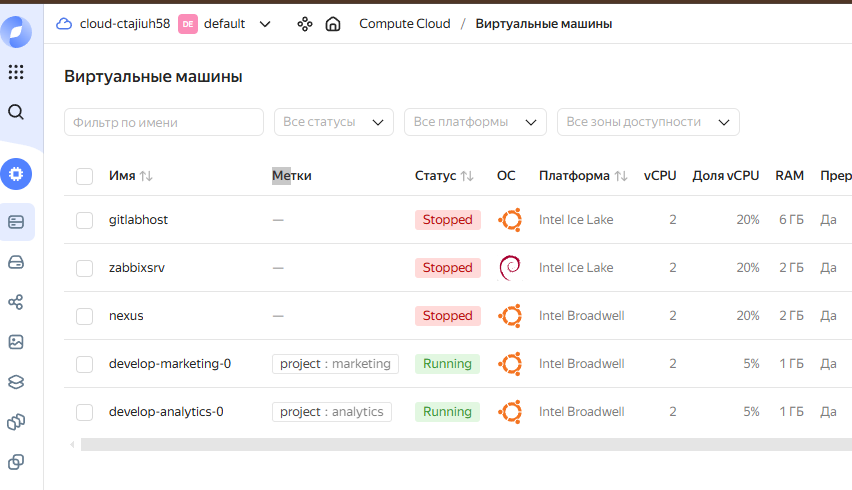 cloud-ctajiuh58 DE default Compute Cloud / Виртуальные машины
Виртуальные машины
Фильтр по имени Все статусы Все платформы Все зоны доступности
Имя Метки Статус ОС Платформа vCPU Доля vCPU RAM Прер
gitlabhost — Stopped Intel Ice Lake 2 20% 6 ГБ Да
zabbixsrv — Stopped Intel Ice Lake 2 20% 2 ГБ Да
nexus — Stopped Intel Broadwell 2 20% 2 ГБ Да
develop-marketing-0 project : marketing Running Intel Broadwell 2 5% 1 ГБ Да
develop-analytics-0 project : analytics Running Intel Broadwell 2 5% 1 ГБ Да